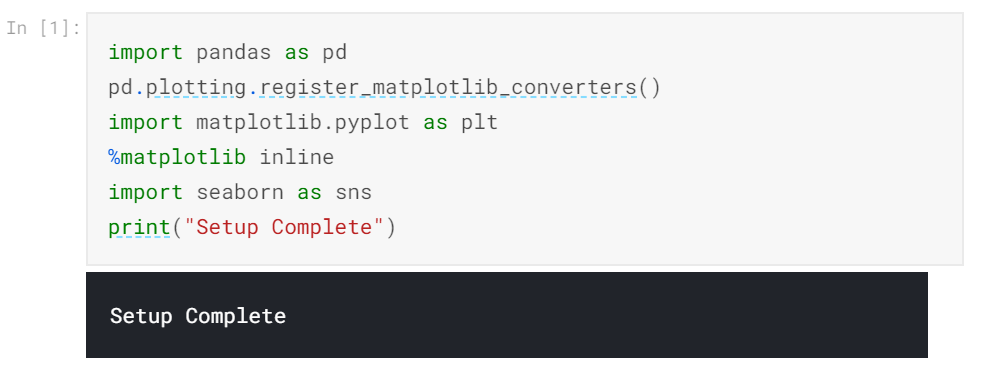 In [1]:
import pandas as pd
pd.plotting.register_matplotlib_converters()
import matplotlib.pyplot as plt
%matplotlib inline
import seaborn as sns
print("Setup Complete")
Setup Complete